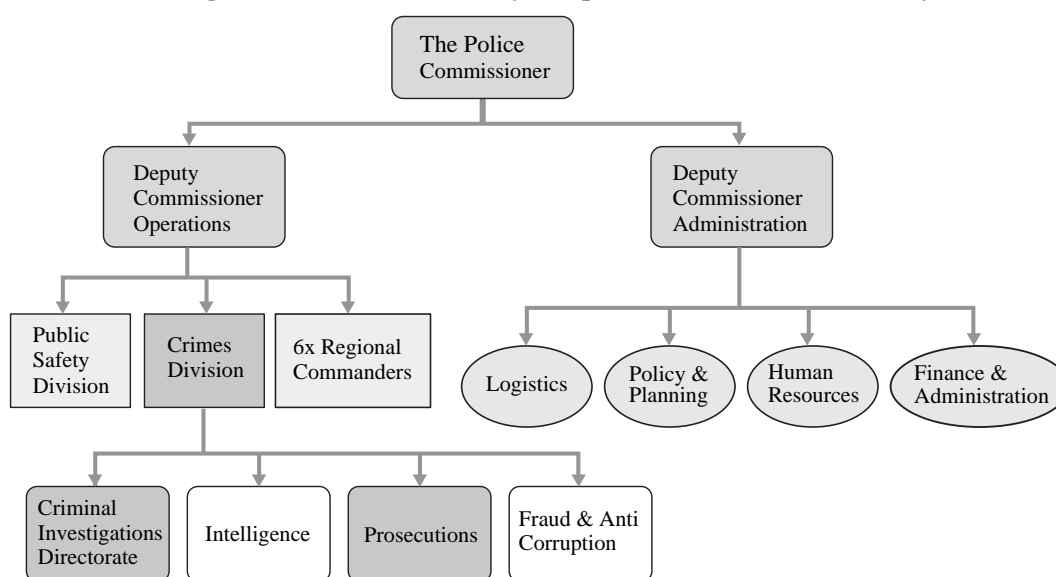 The Police
Commissioner
Deputy
Commissioner
Operations
Deputy
Commissioner
Administration
Public
Safety
Division
Crimes
Division
6x Regional
Commanders
Logistics
Policy &
Planning
Human
Resources
Finance &
Administration
Criminal
Investigations
Directorate
Intelligence
Prosecutions
Fraud & Anti
Corruption